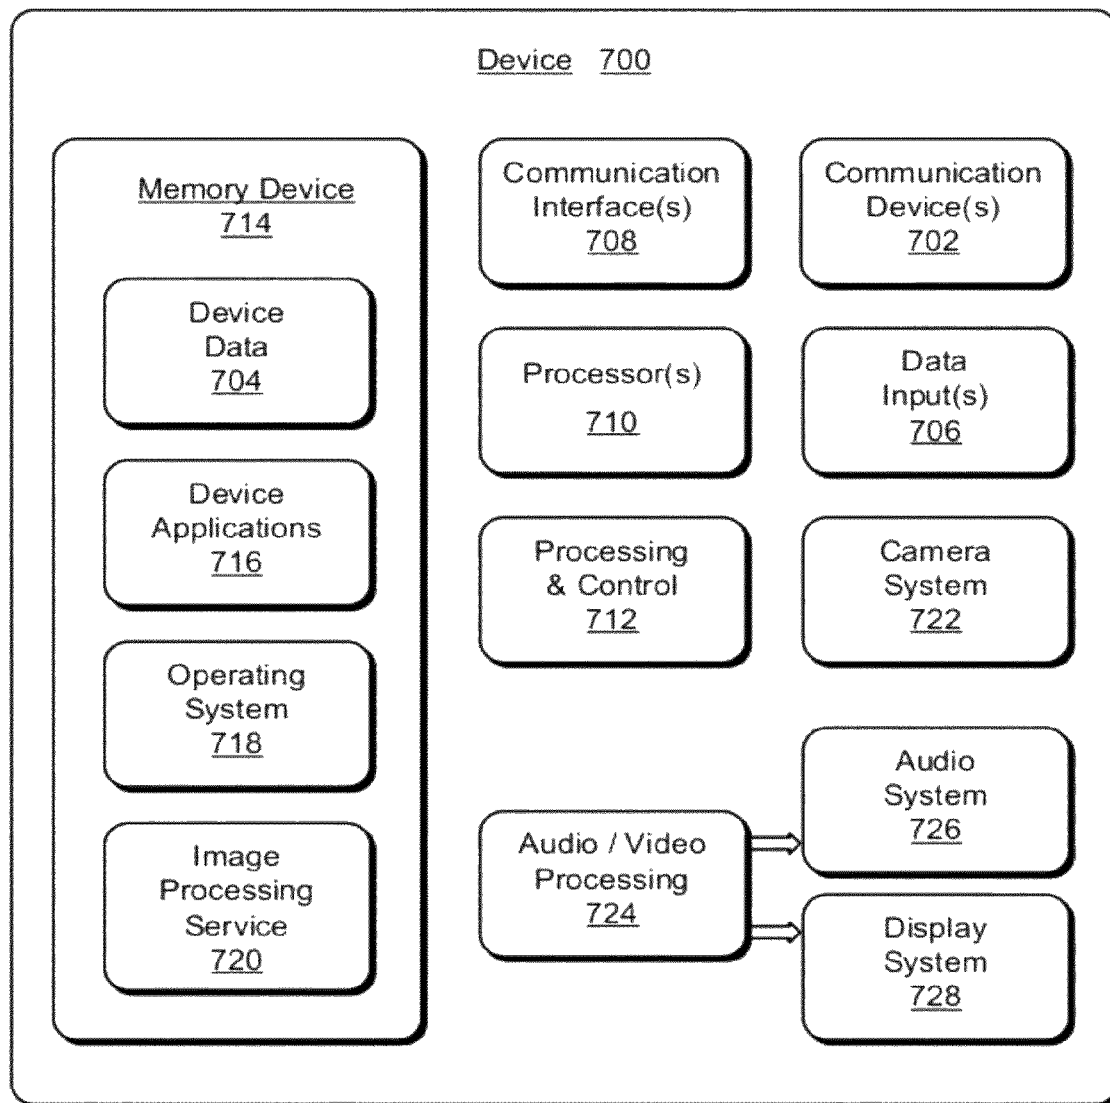 Device 700
Memory Device
714
Device
Data
704
Device
Applications
716
Operating
System
718
Image
Processing
Service
720
Communication
Interface(s)
708
Communication
Device(s)
702
Processor(s)
710
Data
Input(s)
706
Processing
& Control
712
Camera
System
722
Audio / Video
Processing
724
Audio
System
726
Display
System
728